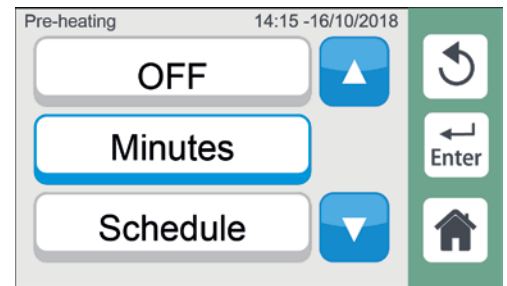 Pre-heating 14:15 -16/10/2018
OFF
Minutes
Enter
Schedule